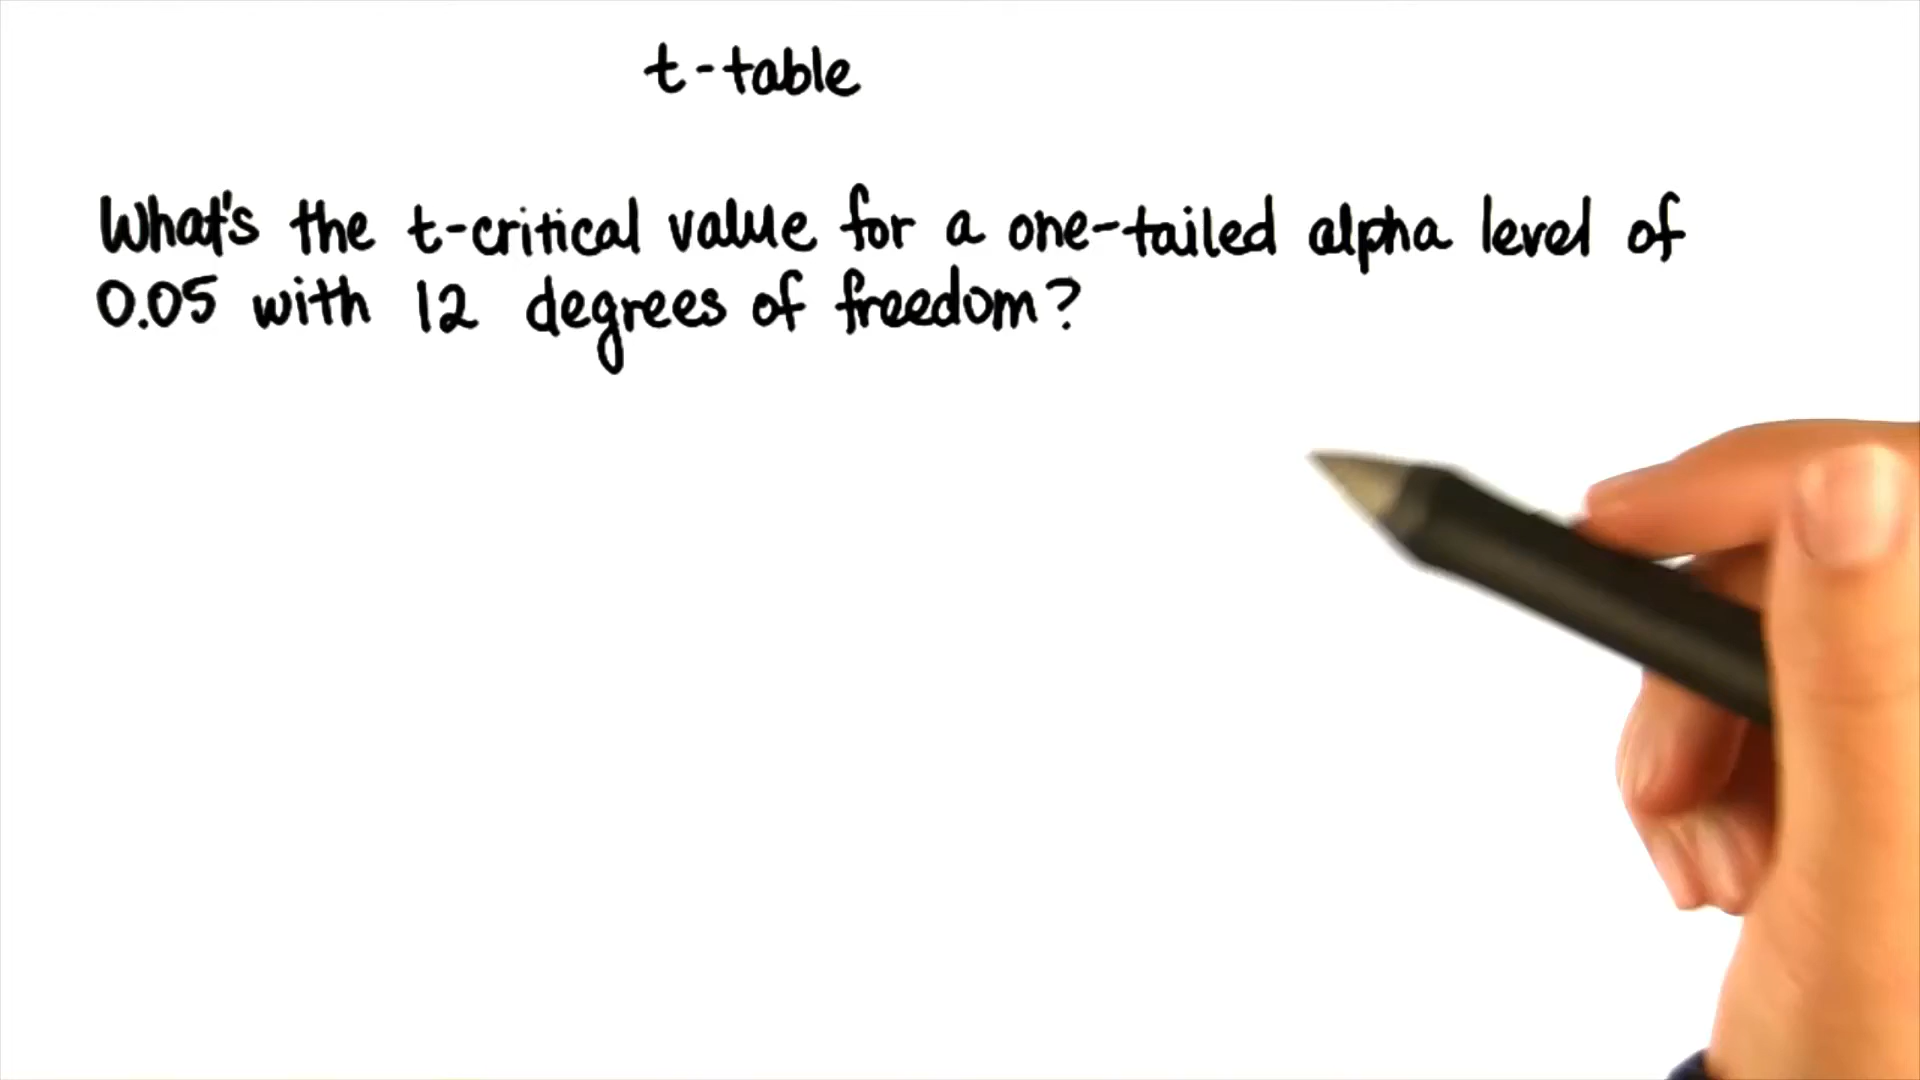 t-table
What's the t-critical value for a one-tailed alpha level of
0.05 with 12 degrees of freedom?